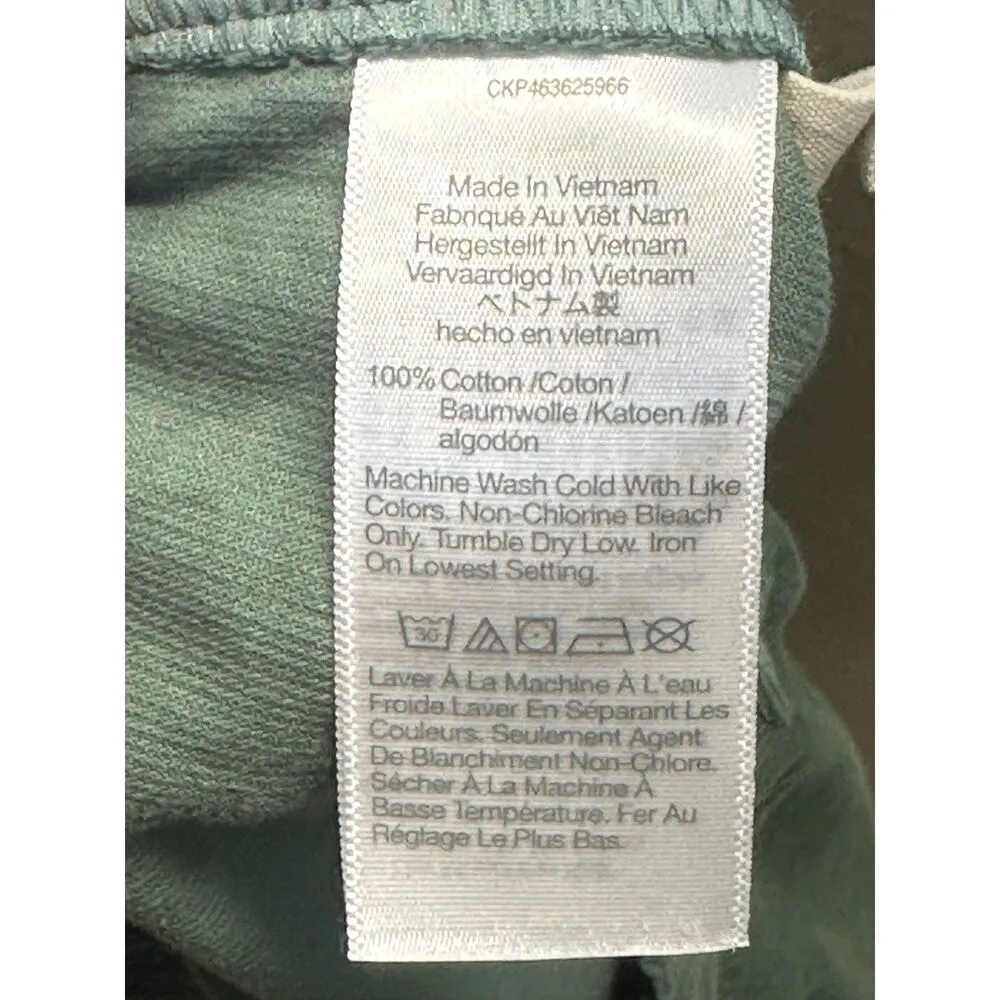 CKP463625966
Made In Vietnam
Fabriqué Au Viêt Nam
Hergestellt In Vietnam
Vervaardigd In Vietnam
ベトナム製
hecho en vietnam
100% Cotton /Coton /
Baumwolle /Katoen /綿 /
algodón
Machine Wash Cold With Like
Colors. Non-Chlorine Bleach
Only. Tumble Dry Low. Iron
On Lowest Setting.
30
Laver À La Machine À L'eau
Froide Laver En Séparant Les
Couleurs. Seulement Agent
De Blanchiment Non-Chlore.
Sécher À La Machine À
Basse Température. Fer Au
Réglage Le Plus Bas.